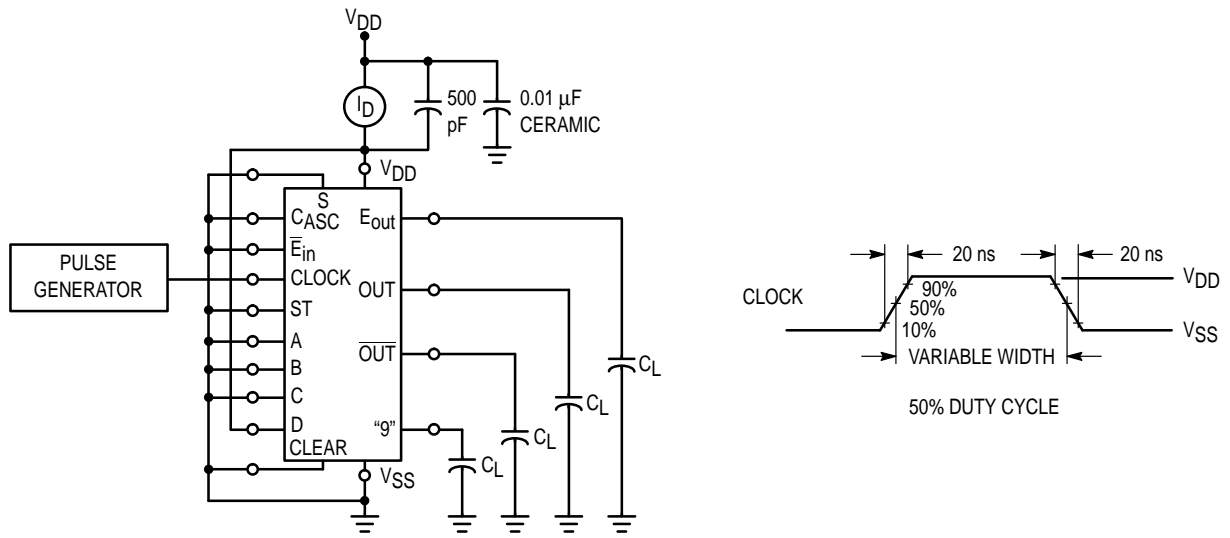 VDD
ID
500
pF
0.01 μF
CERAMIC
VDD
S
CASC
Eout
E̅in
PULSE
GENERATOR
CLOCK
OUT
ST
A
O̅U̅T̅
B
C
D
"9"
CLEAR
VSS
CL
CL
CL
CL
20 ns
20 ns
CLOCK
90%
50%
10%
VDD
VSS
VARIABLE WIDTH
50% DUTY CYCLE